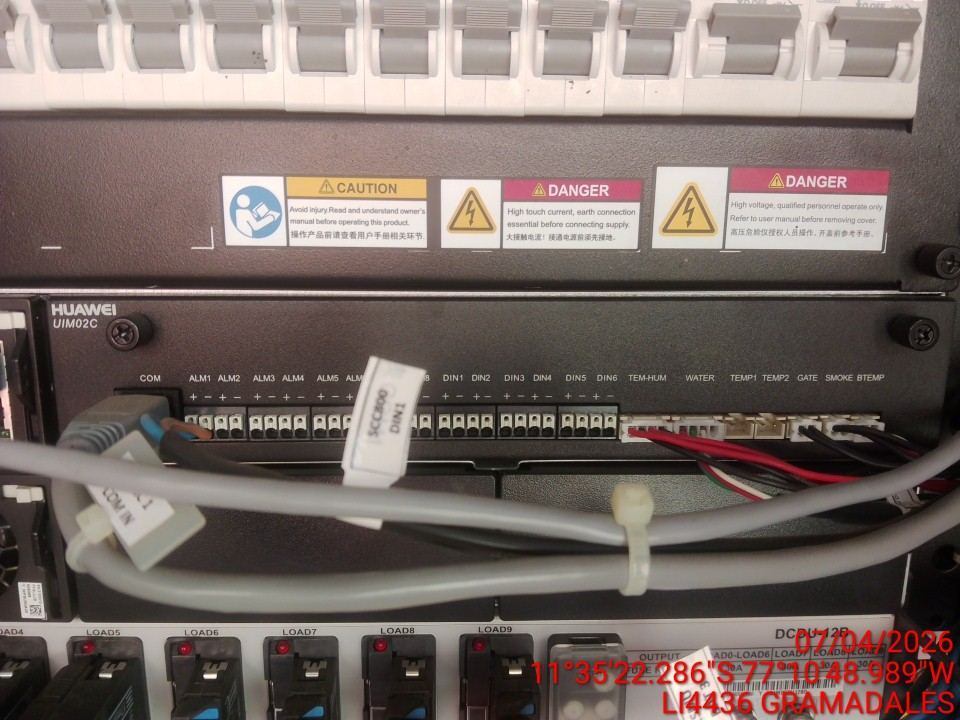 CAUTION
Avoid injury.Read and understand owner's
manual before operating this product.
操作产品前请查看用户手册相关环节.
DANGER
High touch current, earth connection
essential before connecting supply.
大接触电流！接通电源前须先接地.
DANGER
High voltage, qualified personnel operate only.
Refer to user manual before removing cover.
高压危险仅授权人员操作、开盖前参考手册.
HUAWEI
UIM02C
COM ALM1 ALM2 ALM3 ALM4 ALM5 DIN1 DIN2 DIN3 DIN4 DIN5 DIN6 TEM-HUM WATER TEMP1 TEMP2 GATE SMOKE BTEMP
SCC800
DIN1
COM IN
LOAD5 LOAD6 LOAD7 LOAD8 LOAD9
OUTPUT
07/04/2026
11°35'22.286"S 77°10'48.989"W
LI4436 GRAMADALES